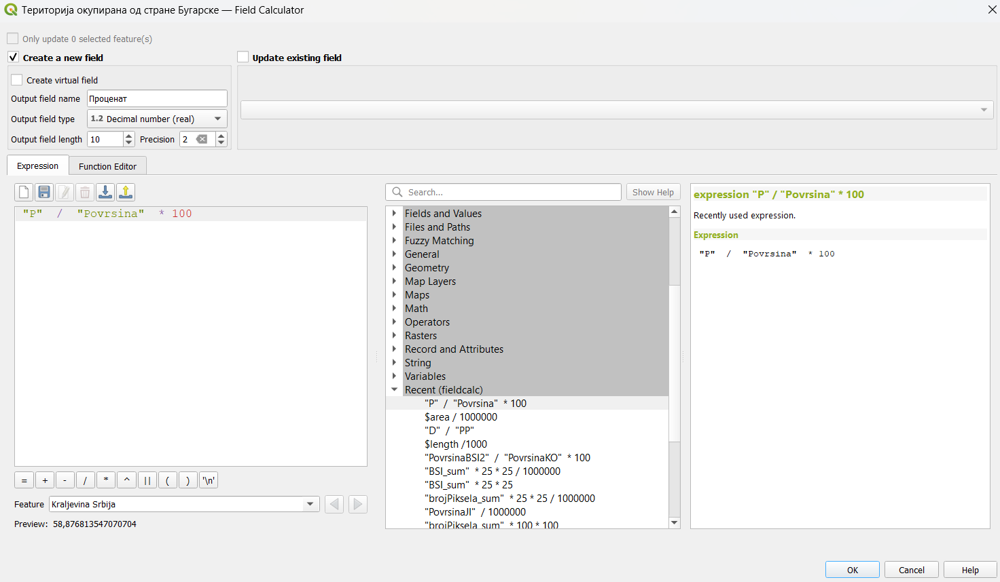 Територија окупирана од стране Бугарске — Field Calculator
Only update 0 selected feature(s)
Create a new field
Update existing field
Create virtual field
Output field name Проценат
Output field type 1.2 Decimal number (real)
Output field length 10 Precision 2
Expression Function Editor
Search... Show Help
"P" / "Povrsina" * 100
Fields and Values
Files and Paths
Fuzzy Matching
General
Geometry
Map Layers
Maps
Math
Operators
Rasters
Record and Attributes
String
Variables
Recent (fieldcalc)
"P" / "Povrsina" * 100
$area / 1000000
"D" / "PP"
$length /1000
"PovrsinaBSI2" / "PovrsinaKO" * 100
"BSI_sum" * 25 * 25 / 1000000
"BSI_sum" * 25 * 25
"brojPiksela_sum" * 25 * 25 / 1000000
"PovrsinaJI" / 1000000
"brojPiksela_sum" * 100 * 100
expression "P" / "Povrsina" * 100
Recently used expression.
Expression
"P" / "Povrsina" * 100
= + - / * ^ || ( ) '\n'
Feature Kraljevina Srbija
Preview: 58,876813547070704
OK Cancel Help